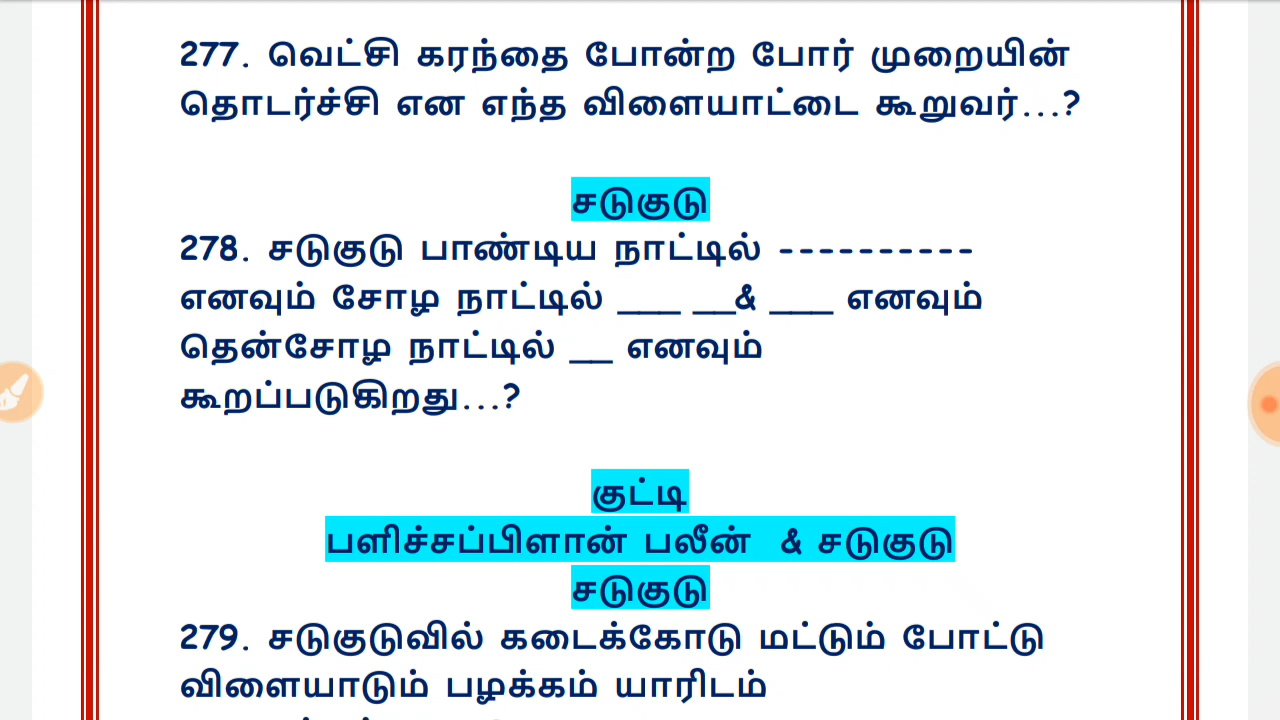 277. வெட்சி கரந்தை போன்ற போர் முறையின்
தொடர்ச்சி என எந்த விளையாட்டை கூறுவர்...?
சடுகுடு
278. சடுகுடு பாண்டிய நாட்டில் ----------
எனவும் சோழ நாட்டில் ___ __& ___ எனவும்
தென்சோழ நாட்டில் __ எனவும்
கூறப்படுகிறது...?
குட்டி
பளிச்சப்பிளான் பலீன் & சடுகுடு
சடுகுடு
279. சடுகுடுவில் கடைக்கோடு மட்டும் போட்டு
விளையாடும் பழக்கம் யாரிடம்